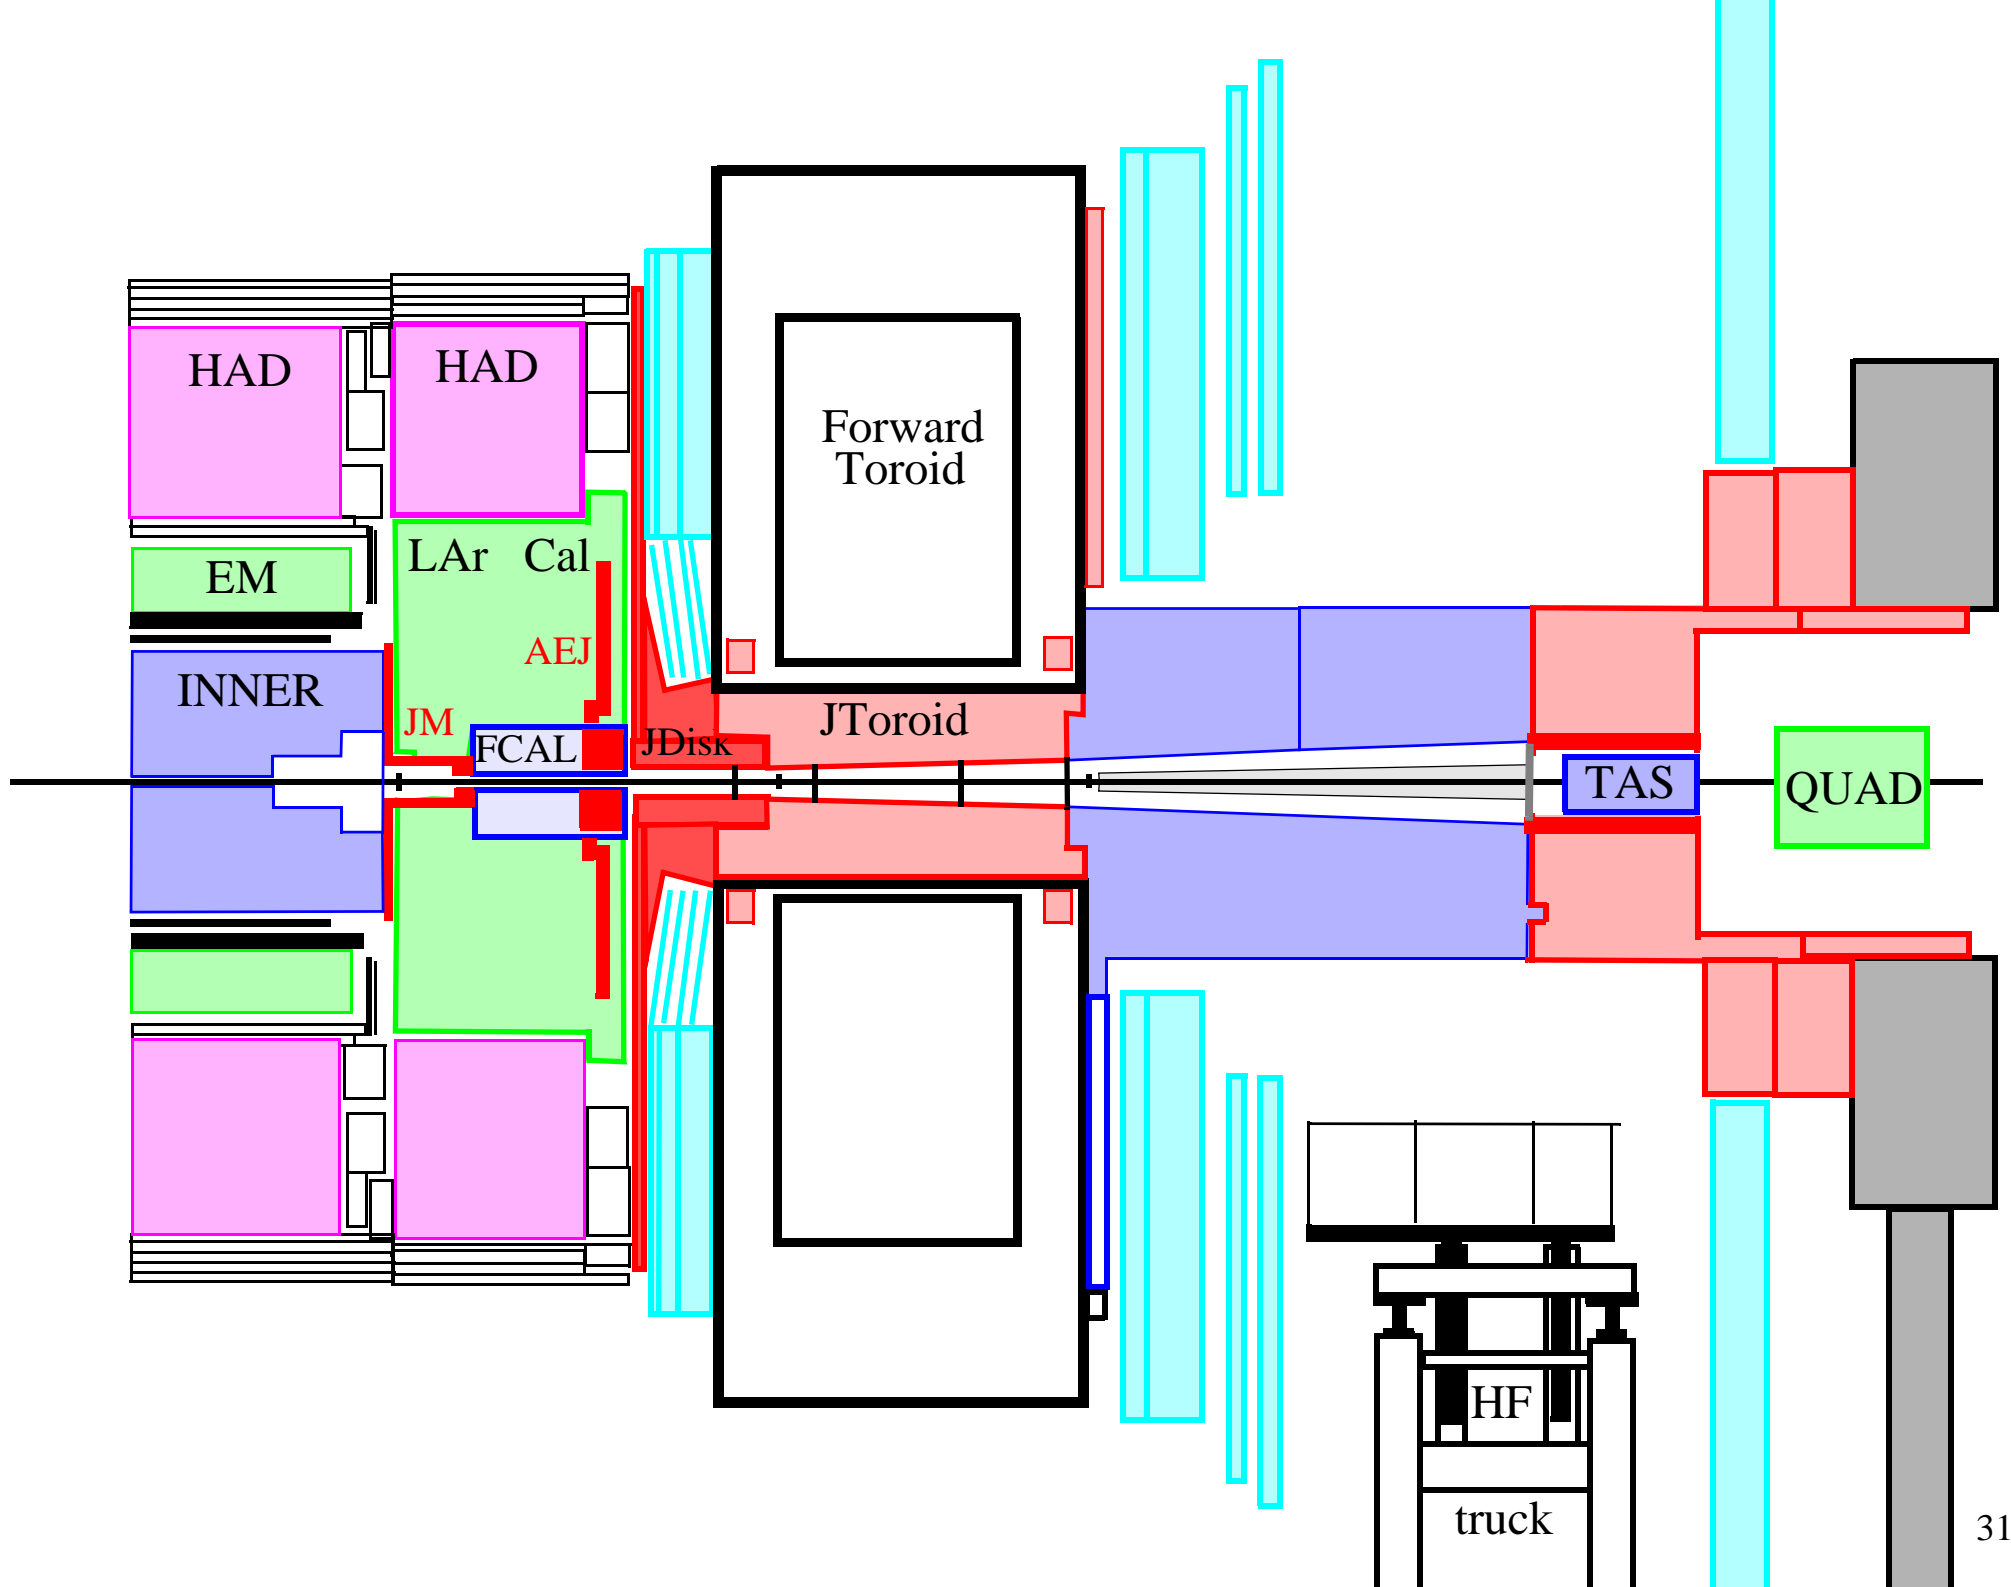 HAD
HAD
Forward
Toroid
LAr Cal
EM
AEJ
INNER
JM
JToroid
FCAL
JDisk
TAS
QUAD
HF
truck
31